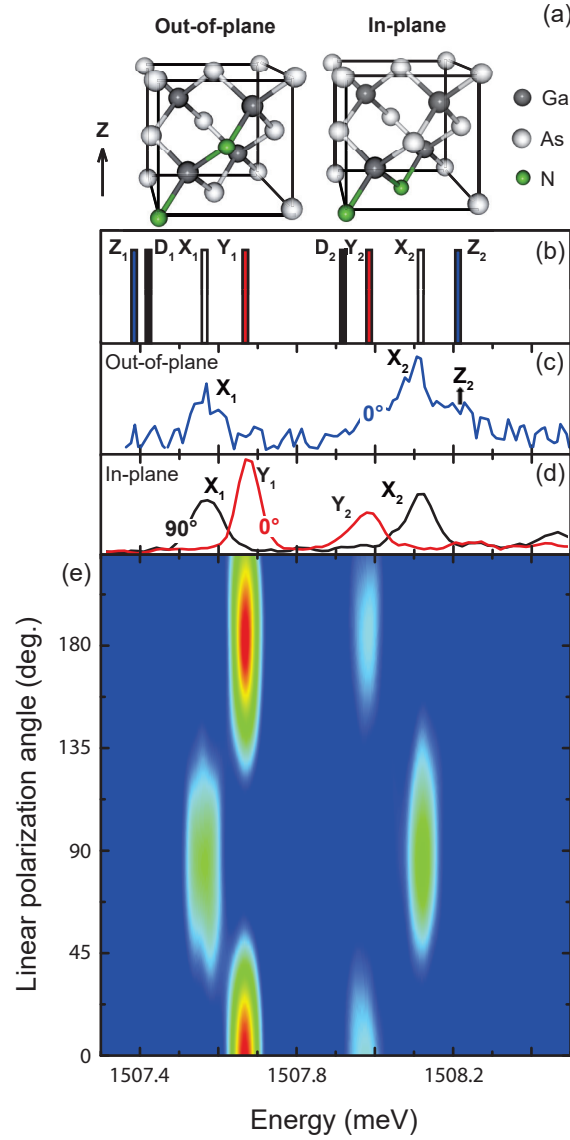 (a)
Out-of-plane In-plane
Z
Ga
As
N
Z₁ D₁ X₁ Y₁ D₂ Y₂ X₂ Z₂ (b)
Out-of-plane (c)
X₁ X₂ Z₂
0°
In-plane (d)
X₁ Y₁ Y₂ X₂
90° 0°
(e)
180
135
90
45
0
Linear polarization angle (deg.)
1507.4 1507.8 1508.2
Energy (meV)